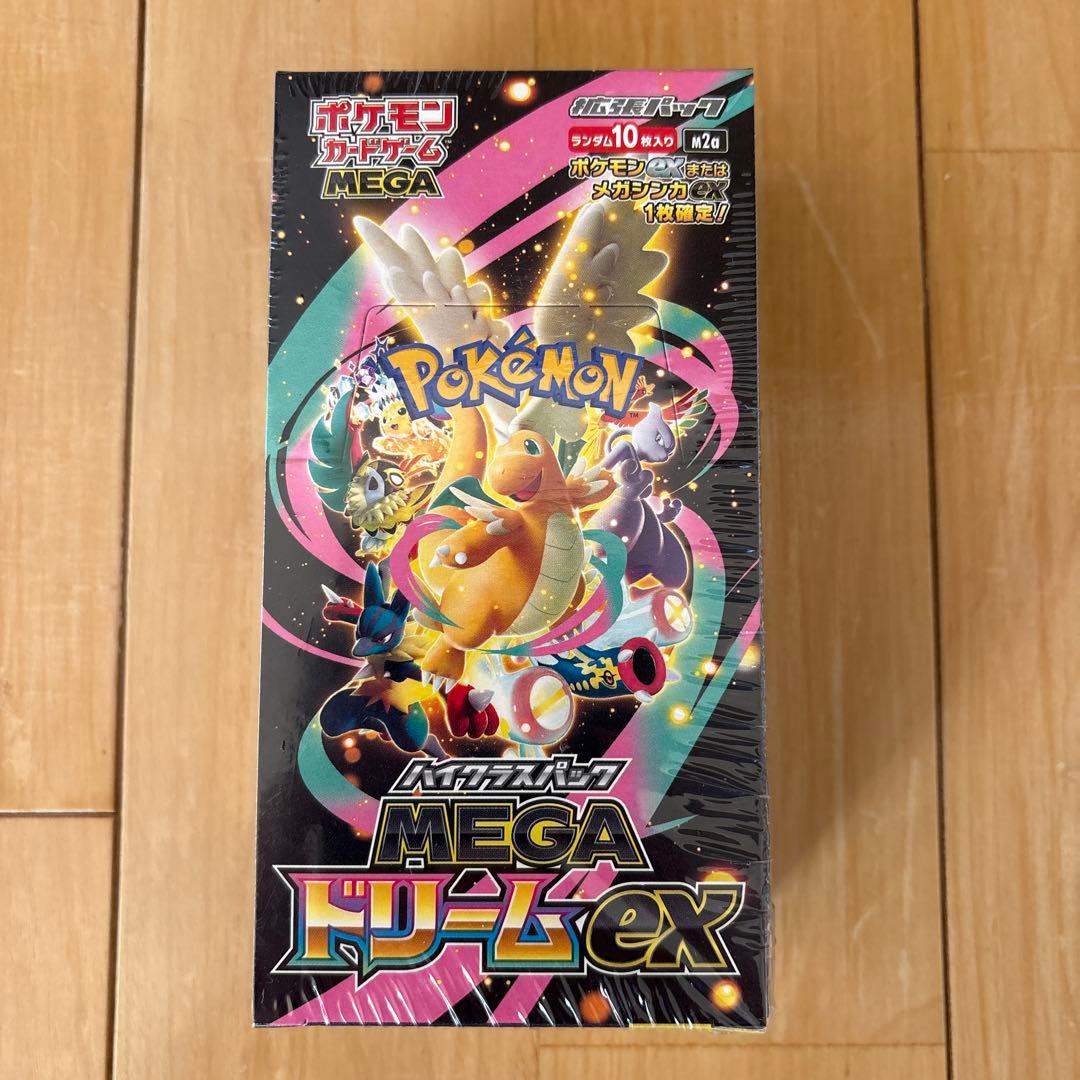 ポケモン
カードゲーム™
MEGA
拡張パック
ランダム10枚入り M2a
ポケモンexまたは
メガシンカex
1枚確定!
POKéMON™
ハイクラスパック
MEGA
ドリームex